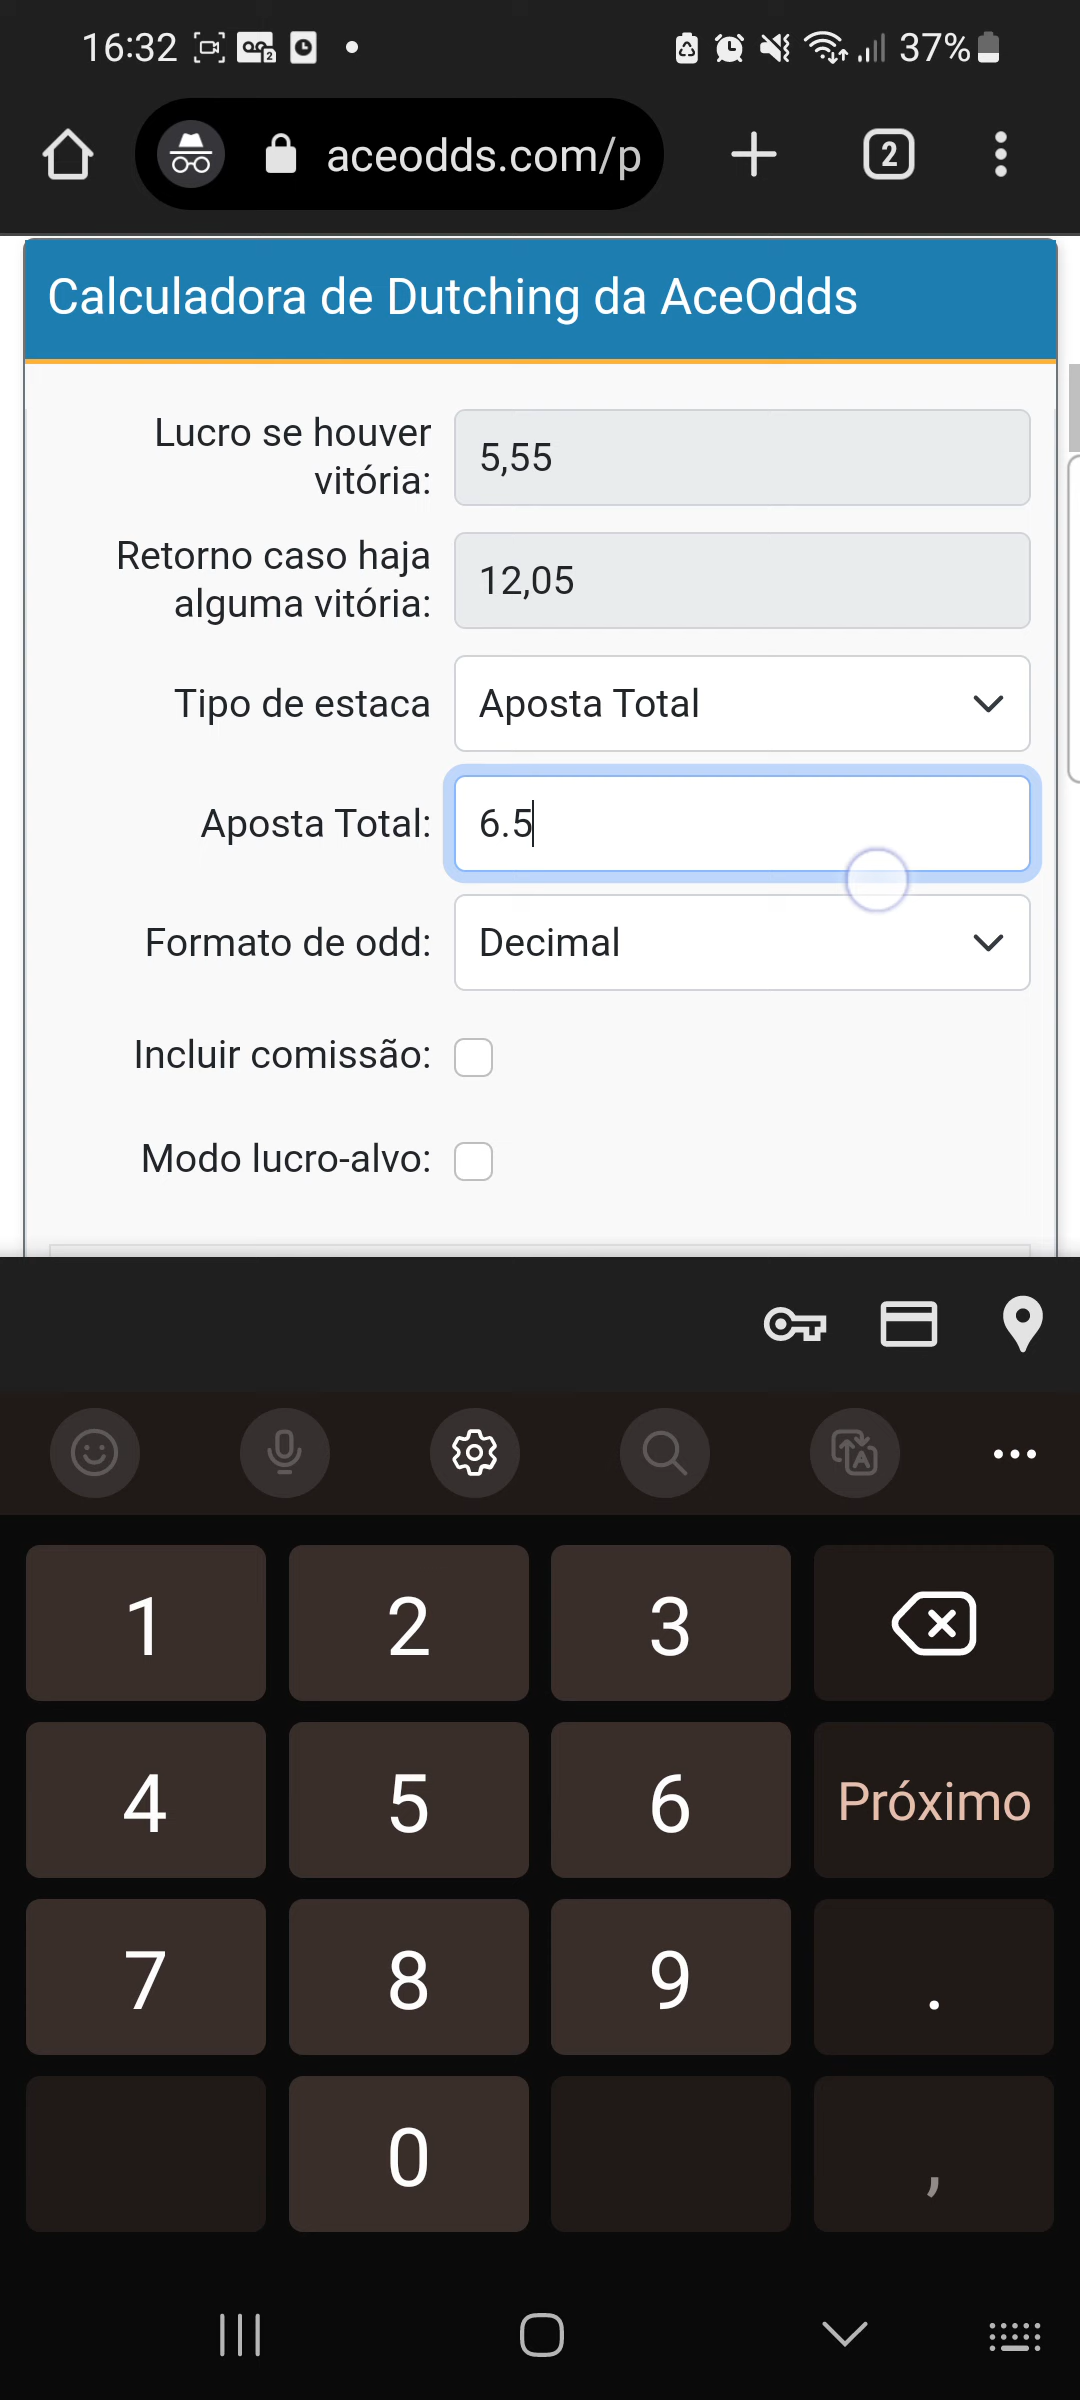 16:32
37%
aceodds.com/p
2
Calculadora de Dutching da AceOdds
Lucro se houver
vitória:
5,55
Retorno caso haja
alguma vitória:
12,05
Tipo de estaca
Aposta Total
Aposta Total:
6.5
Formato de odd:
Decimal
Incluir comissão:
Modo lucro-alvo:
1
2
3
4
5
6
Próximo
7
8
9
.
0
,